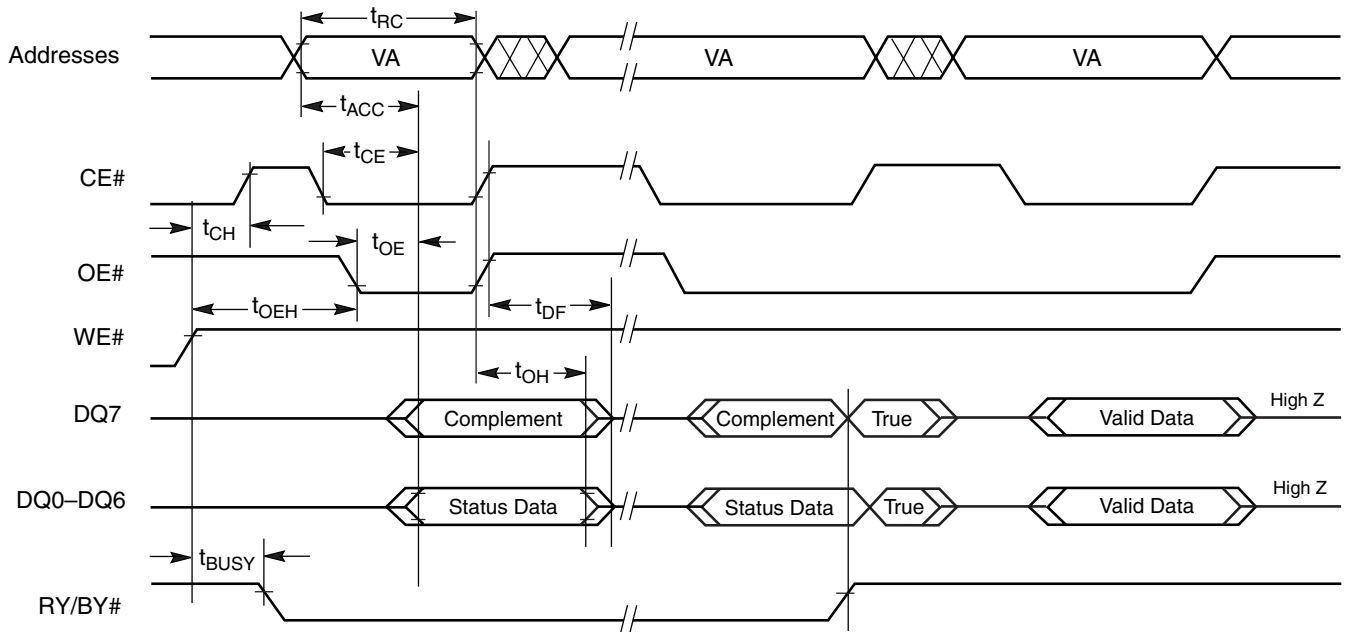 tRC
Addresses VA VA VA
tACC
tCE
CE#
tCH tOE
OE#
tOEH tDF
WE#
tOH
DQ7 Complement Complement True Valid Data High Z
DQ0–DQ6 Status Data Status Data True Valid Data High Z
tBUSY
RY/BY#